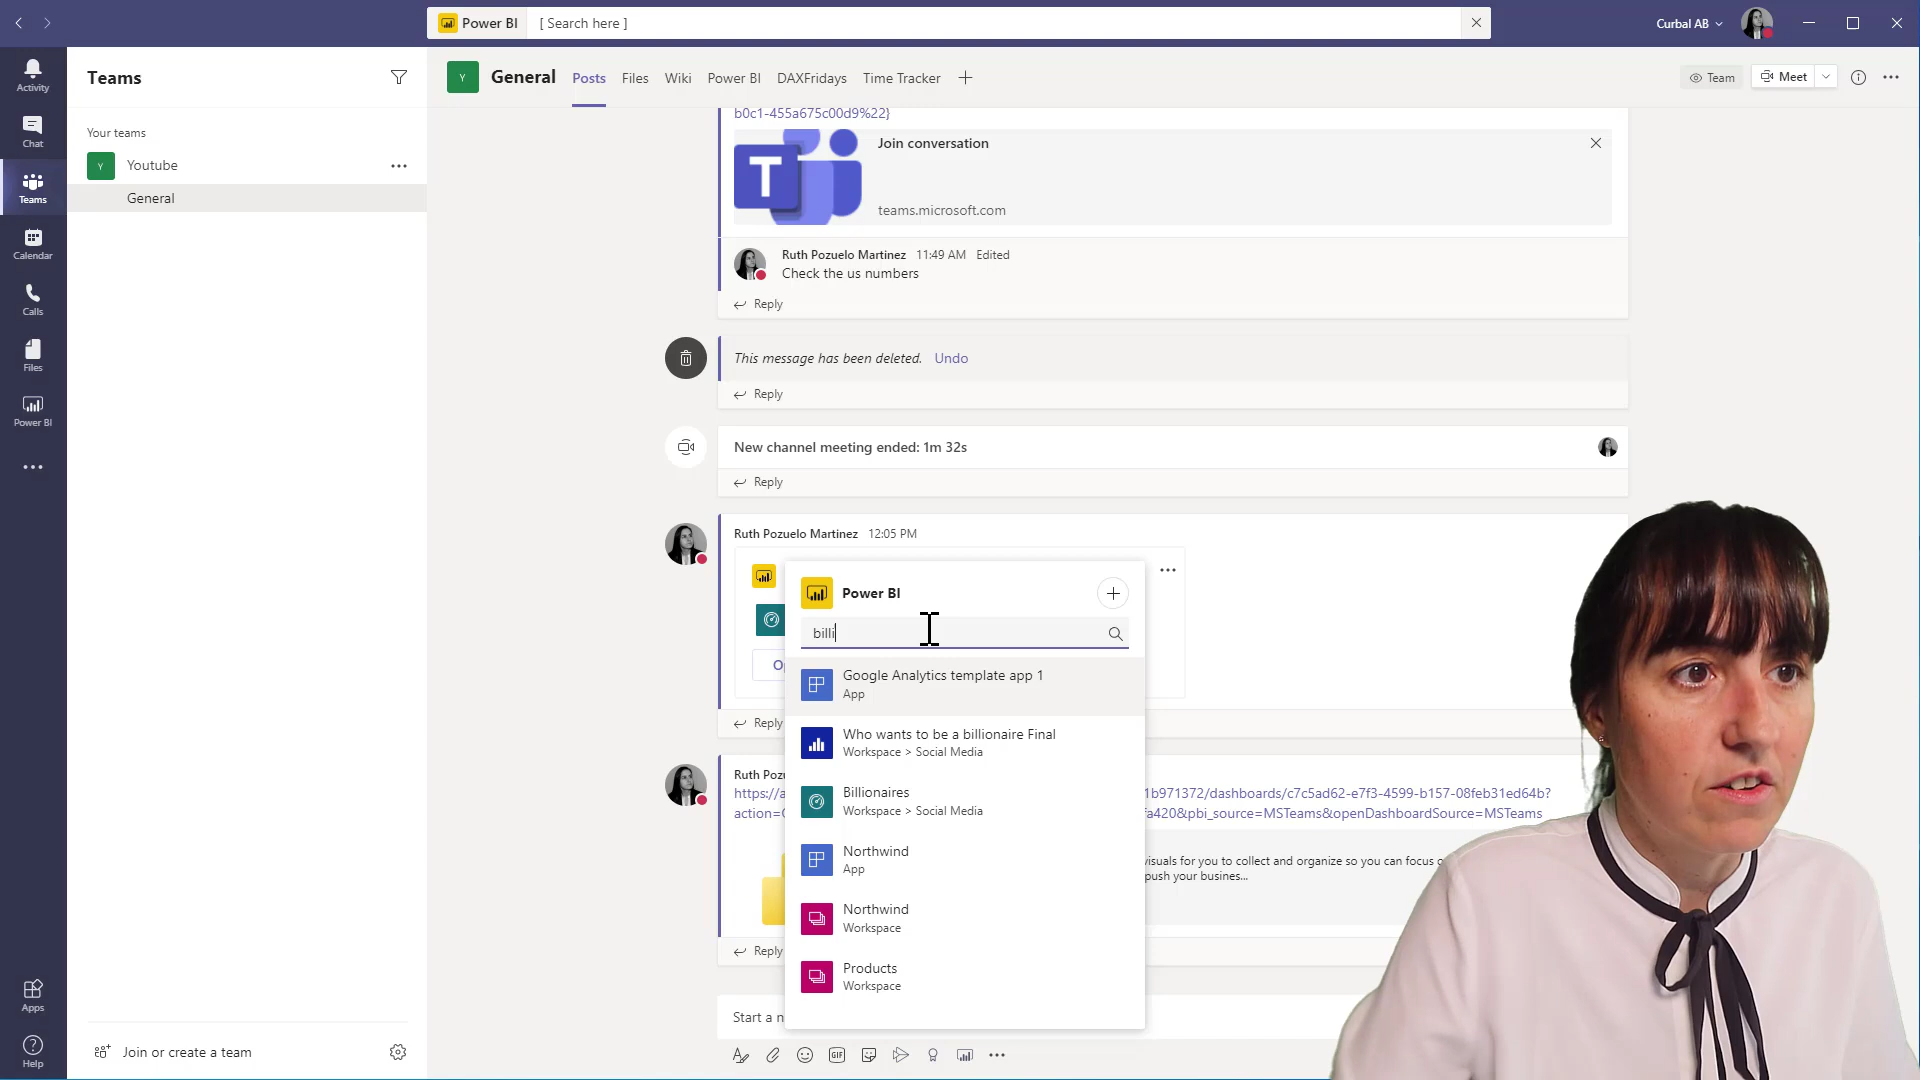 Power BI
[ Search here ]
Curbal AB
Activity
Chat
Teams
Calendar
Calls
Files
Power BI
Apps
Help
Teams
Your teams
Y
Youtube
General
Join or create a team
Y
General
Posts
Files
Wiki
Power BI
DAXFridays
Time Tracker
Team
Meet
b0c1-455a675c00d9%22}
T
Join conversation
teams.microsoft.com
Ruth Pozuelo Martinez 11:49 AM Edited
Check the us numbers
Reply
This message has been deleted. Undo
Reply
New channel meeting ended: 1m 32s
Reply
Ruth Pozuelo Martinez 12:05 PM
Power BI
billi
Google Analytics template app 1
App
Who wants to be a billionaire Final
Workspace > Social Media
Billionaires
Workspace > Social Media
Northwind
App
Northwind
Workspace
Products
Workspace
Reply
Ruth Pozu
https://a
1b971372/dashboards/c7c5ad62-e7f3-4599-b157-08feb31ed64b?
action=
a420&pbi_source=MSTeams&openDashboardSource=MSTeams
isuals for you to collect and organize so you can focus
push your busines...
Reply
Start a n
GIF